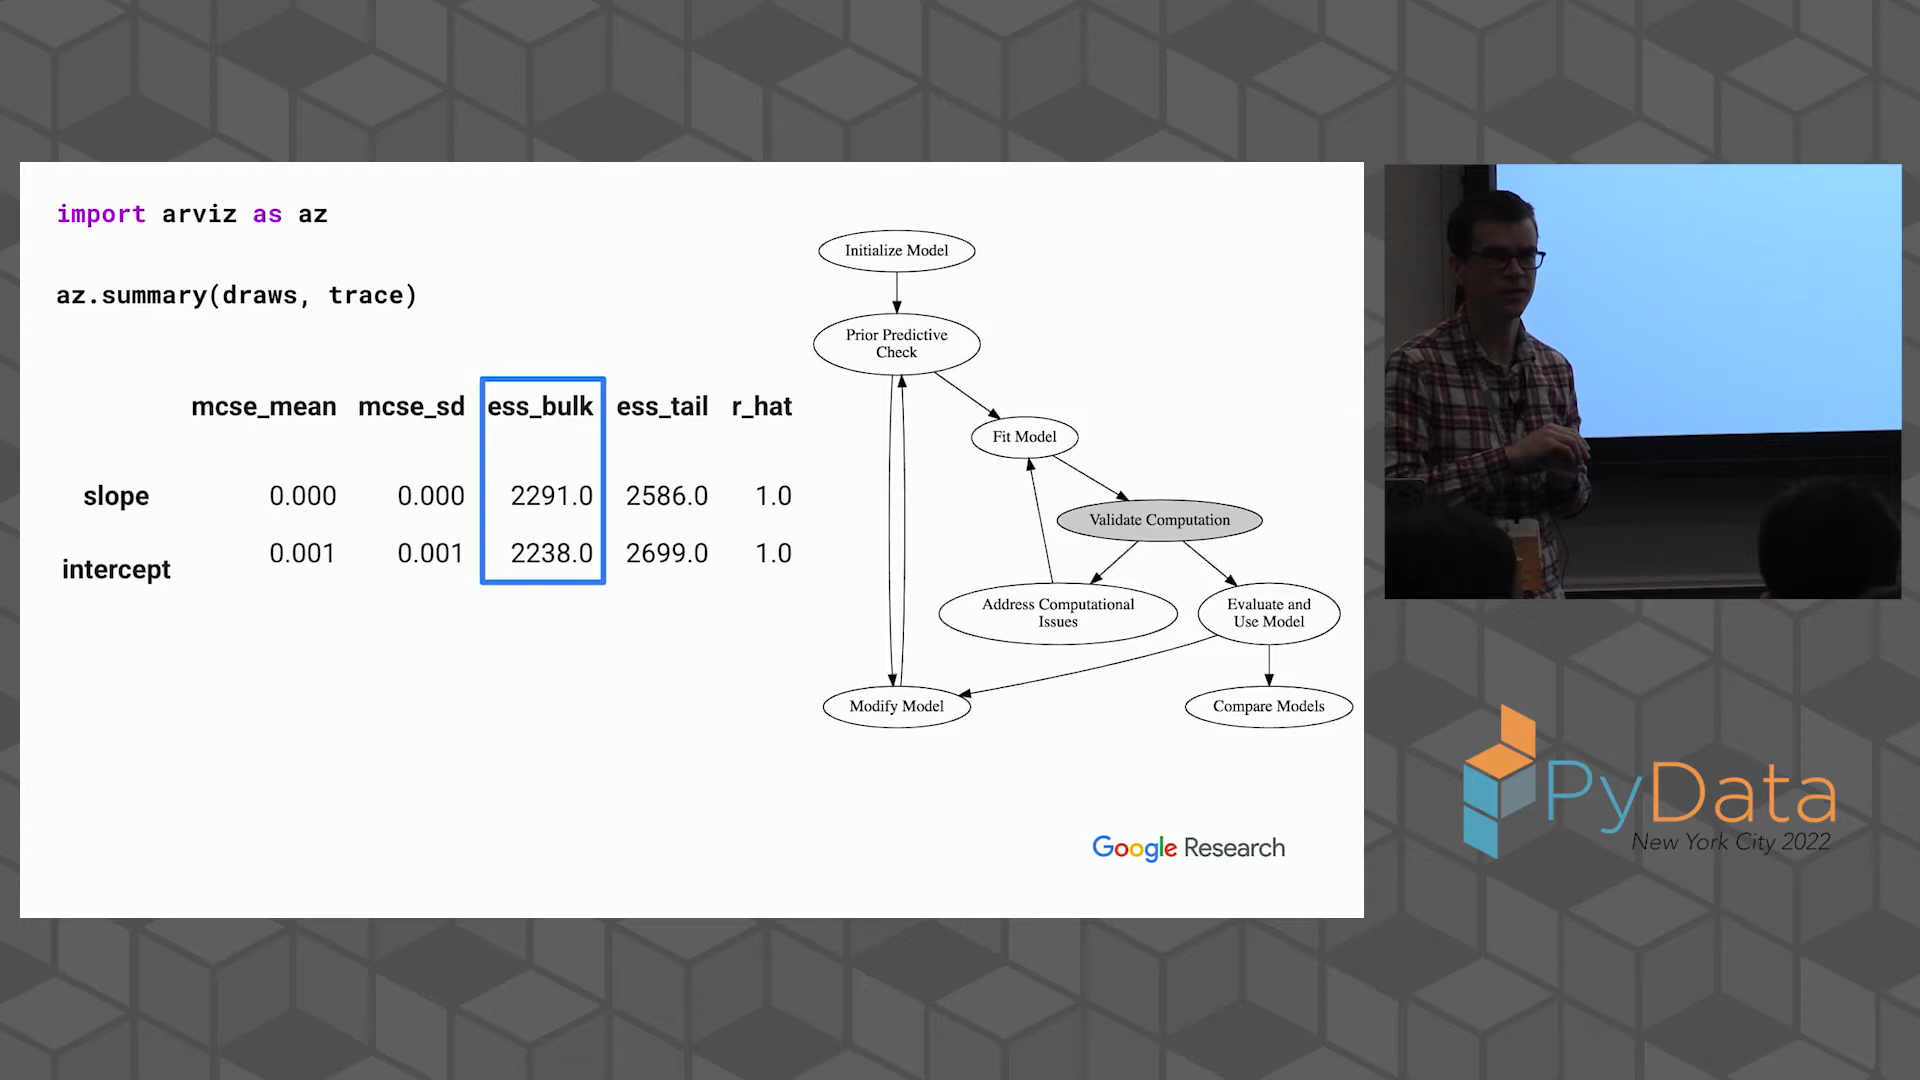 import arviz as az
az.summary(draws, trace)
mcse_mean mcse_sd ess_bulk ess_tail r_hat
slope 0.000 0.000 2291.0 2586.0 1.0
intercept 0.001 0.001 2238.0 2699.0 1.0
Initialize Model
Prior Predictive
Check
Fit Model
Validate Computation
Address Computational
Issues
Evaluate and
Use Model
Modify Model
Compare Models
Google Research
PyData
New York City 2022